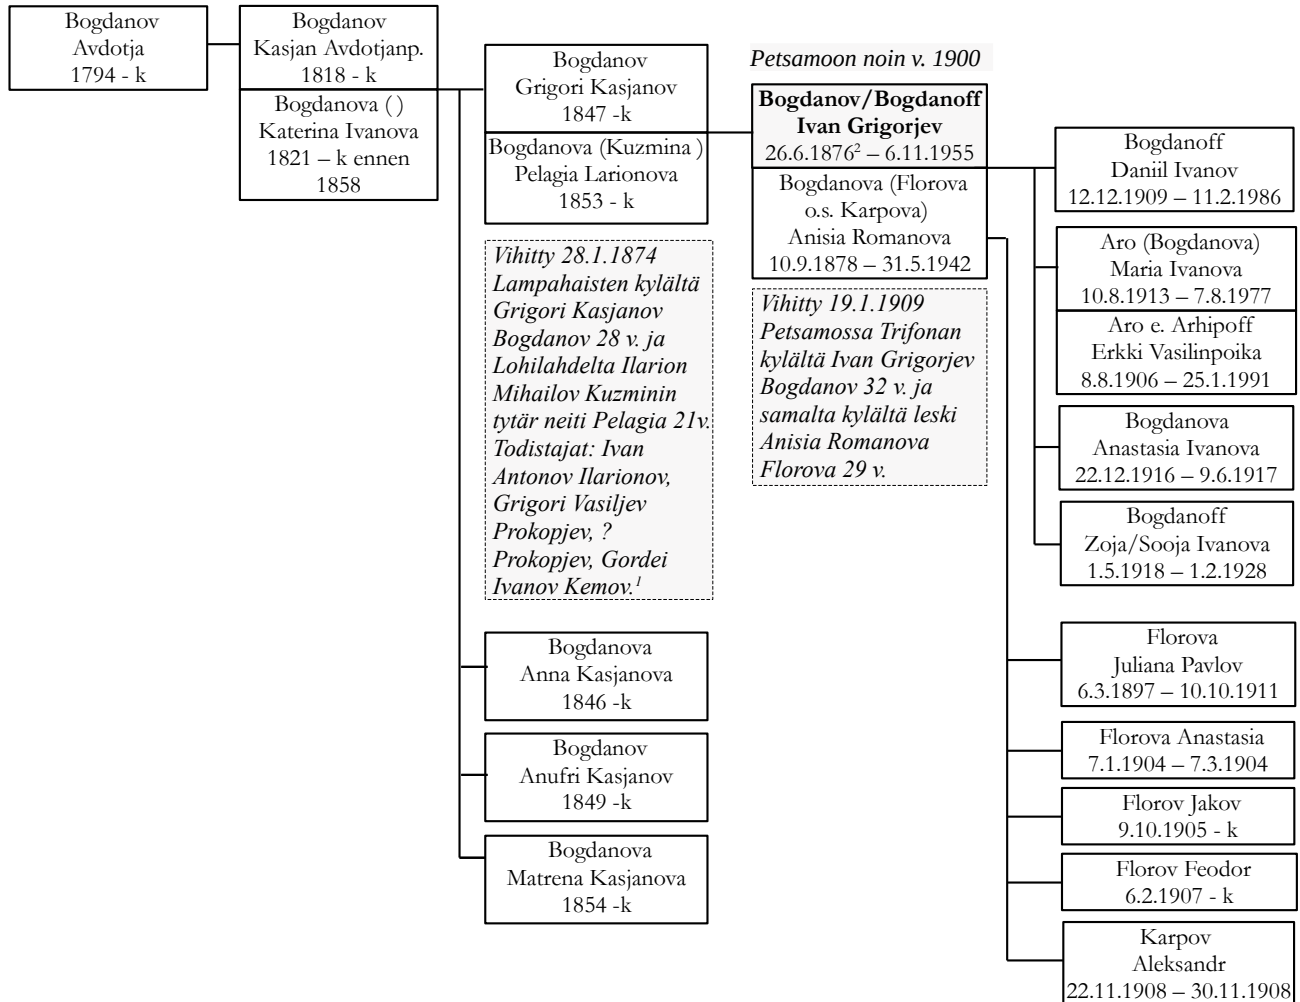 Bogdanov
Avdotja
1794 - k
Bogdanov
Kasjan Avdotjanp.
1818 - k
Bogdanova ( )
Katerina Ivanova
1821 – k ennen
1858
Bogdanov
Grigori Kasjanov
1847 -k
Bogdanova (Kuzmina )
Pelagia Larionova
1853 - k
Vihitty 28.1.1874
Lampahaisten kylältä
Grigori Kasjanov
Bogdanov 28 v. ja
Lohilahdelta Ilarion
Mihailov Kuzminin
tytär neiti Pelagia 21v.
Todistajat: Ivan
Antonov Ilarionov,
Grigori Vasiljev
Prokopjev, ?
Prokopjev, Gordei
Ivanov Kemov.1
Bogdanova
Anna Kasjanova
1846 -k
Bogdanov
Anufri Kasjanov
1849 -k
Bogdanova
Matrena Kasjanova
1854 -k
Petsamoon noin v. 1900
Bogdanov/Bogdanoff
Ivan Grigorjev
26.6.18762 – 6.11.1955
Bogdanova (Florova
o.s. Karpova)
Anisia Romanova
10.9.1878 – 31.5.1942
Vihitty 19.1.1909
Petsamossa Trifonan
kylältä Ivan Grigorjev
Bogdanov 32 v. ja
samalta kylältä leski
Anisia Romanova
Florova 29 v.
Bogdanoff
Daniil Ivanov
12.12.1909 – 11.2.1986
Aro (Bogdanova)
Maria Ivanova
10.8.1913 – 7.8.1977
Aro e. Arhipoff
Erkki Vasilinpoika
8.8.1906 – 25.1.1991
Bogdanova
Anastasia Ivanova
22.12.1916 – 9.6.1917
Bogdanoff
Zoja/Sooja Ivanova
1.5.1918 – 1.2.1928
Florova
Juliana Pavlov
6.3.1897 – 10.10.1911
Florova Anastasia
7.1.1904 – 7.3.1904
Florov Jakov
9.10.1905 - k
Florov Feodor
6.2.1907 - k
Karpov
Aleksandr
22.11.1908 – 30.11.1908